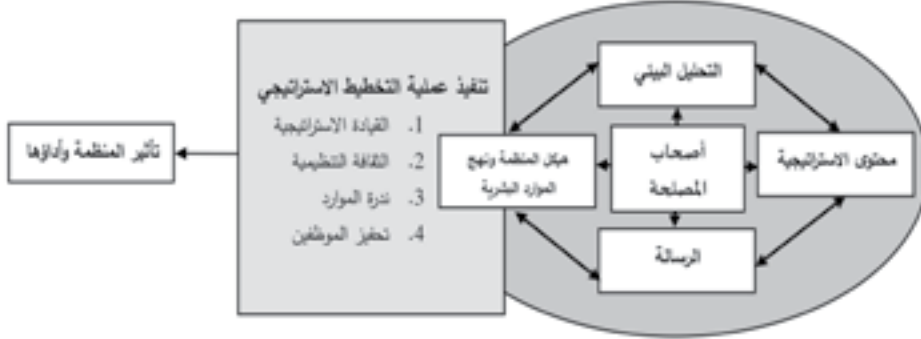 التحليل البيئي
محتوى الاستراتيجية
أصحاب
المصلحة
هيكل المنظمة ونهج
الموارد البشرية
الرسالة
تنفيذ عملية التخطيط الاستراتيجي
1. القيادة الاستراتيجية
2. الثقافة التنظيمية
3. ندرة الموارد
4. تحفيز الموظفين
تأثير المنظمة وأداؤها